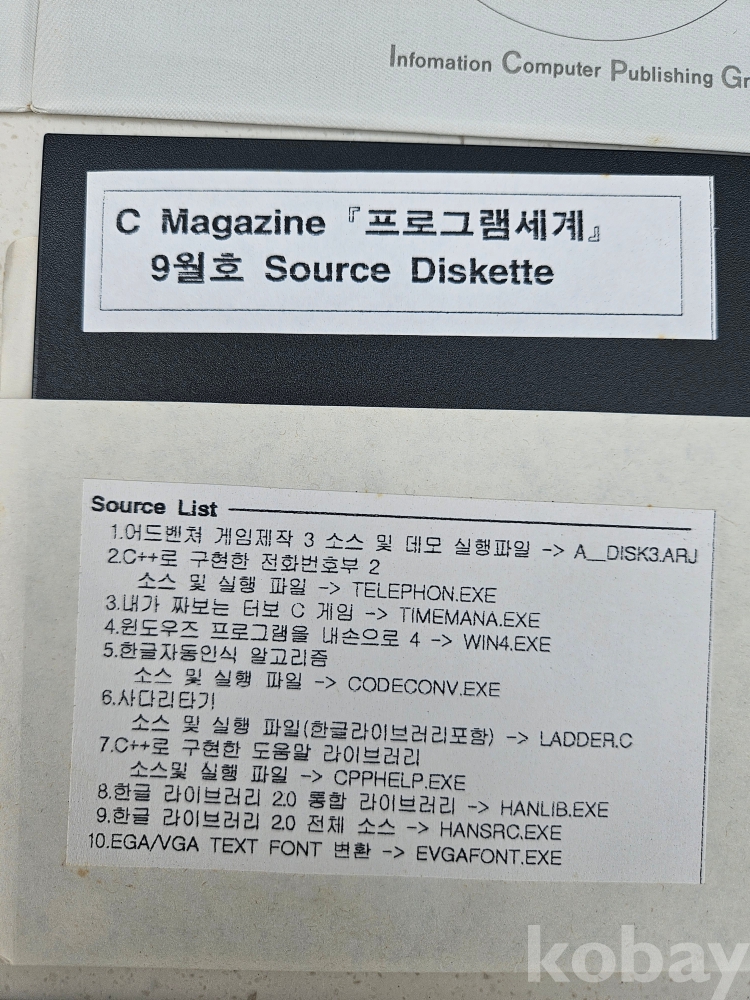 Infomation Computer Publishing
C Magazine 『프로그램세계』
9월호 Source Diskette
Source List
1.어드벤쳐 게임제작 3 소스 및 데모 실행파일 -> A__DISK3.ARJ
2.C++로 구현한 전화번호부 2
소스 및 실행 파일 -> TELEPHON.EXE
3.내가 짜보는 터보 C 게임 -> TIMEMANA.EXE
4.윈도우즈 프로그램을 내손으로 4 -> WIN4.EXE
5.한글자동인식 알고리즘
소스 및 실행 파일 -> CODECONV.EXE
6.사다리타기
소스 및 실행 파일(한글라이브러리포함) -> LADDER.C
7.C++로 구현한 도움말 라이브러리
소스및 실행 파일 -> CPPHELP.EXE
8.한글 라이브러리 2.0 통합 라이브러리 -> HANLIB.EXE
9.한글 라이브러리 2.0 전체 소스 -> HANSRC.EXE
10.EGA/VGA TEXT FONT 변환 -> EVGAFONT.EXE
kobay